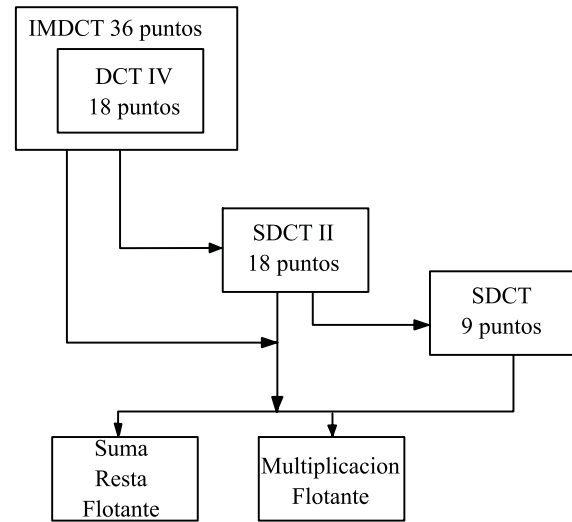 IMDCT 36 puntos
DCT IV
18 puntos
SDCT II
18 puntos
SDCT
9 puntos
Suma
Resta
Flotante
Multiplicacion
Flotante